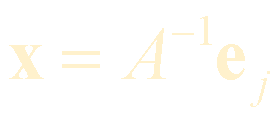 x = A⁻¹eⱼ